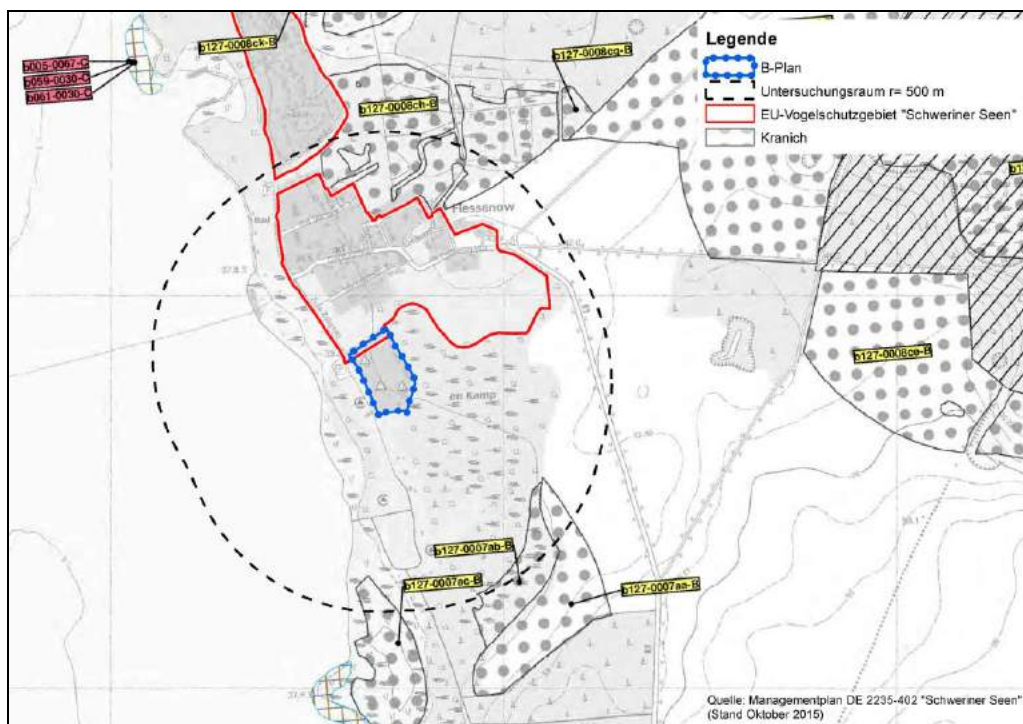 b005-0067-C
b059-0030-C
b061-0030-C
b127-0008ck-B
b127-0008ch-B
b127-0008cg-B
Legende
B-Plan
Untersuchungsraum r= 500 m
EU-Vogelschutzgebiet "Schweriner Seen"
Kranich
Flessenow
Bad
b127-0008ce-B
Kamp
b127-0007ab-B
b127-0007ac-B
b127-0007aa-B
Quelle: Managementplan DE 2235-402 "Schweriner Seen"
(Stand Oktober 2015)